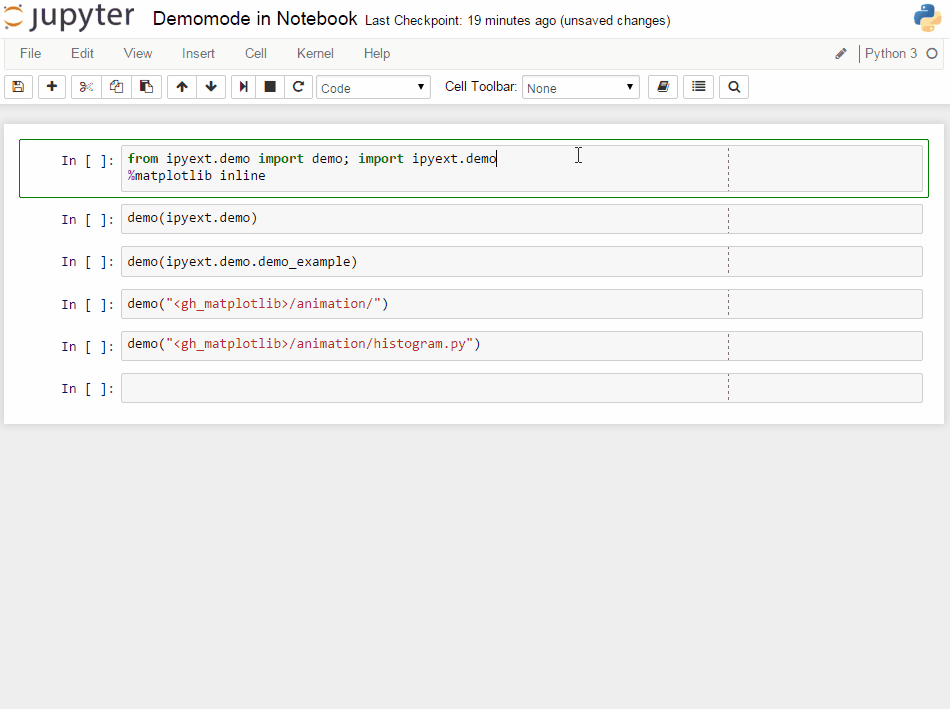 jupyter Demomode in Notebook Last Checkpoint: 19 minutes ago (unsaved changes)
File Edit View Insert Cell Kernel Help Python 3
Code Cell Toolbar: None
In [ ]: from ipyext.demo import demo; import ipyext.demo
%matplotlib inline
In [ ]: demo(ipyext.demo)
In [ ]: demo(ipyext.demo.demo_example)
In [ ]: demo("<gh_matplotlib>/animation/")
In [ ]: demo("<gh_matplotlib>/animation/histogram.py")
In [ ]: